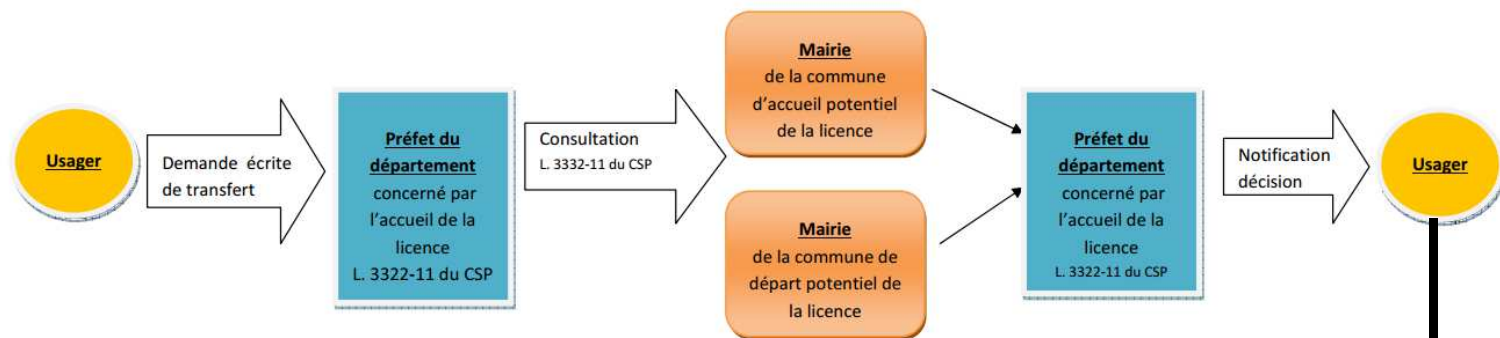 Usager
Demande écrite
de transfert
Préfet du
département
concerné par
l'accueil de la
licence
L. 3322-11 du CSP
Consultation
L. 3332-11 du CSP
Mairie
de la commune
d'accueil potentiel
de la licence
Mairie
de la commune de
départ potentiel de
la licence
Préfet du
département
concerné par
l'accueil de la
licence
L. 3322-11 du CSP
Notification
décision
Usager